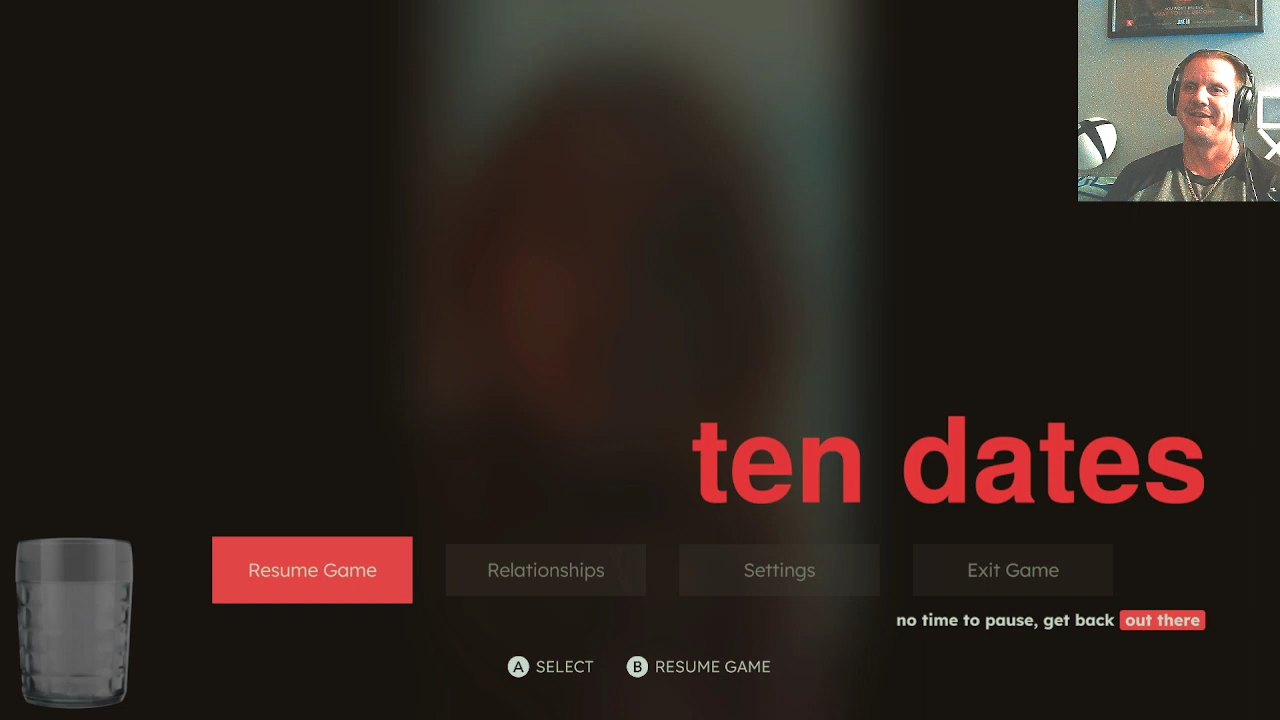 ten dates
Resume Game
Relationships
Settings
Exit Game
no time to pause, get back out there
A SELECT
B RESUME GAME